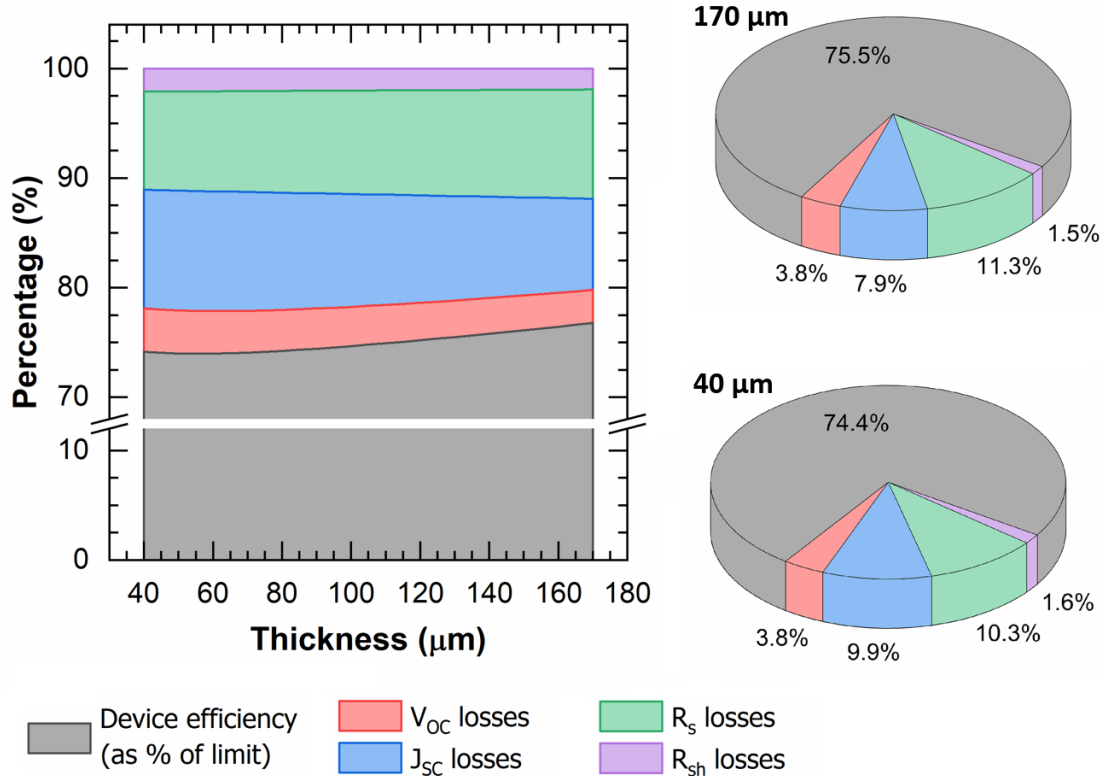 100
90
80
70
10
0
Percentage (%)
40 60 80 100 120 140 160 180
Thickness (μm)
170 μm
75.5%
3.8%
7.9%
11.3%
1.5%
40 μm
74.4%
3.8%
9.9%
10.3%
1.6%
Device efficiency
(as % of limit)
V_OC losses
J_SC losses
R_s losses
R_sh losses